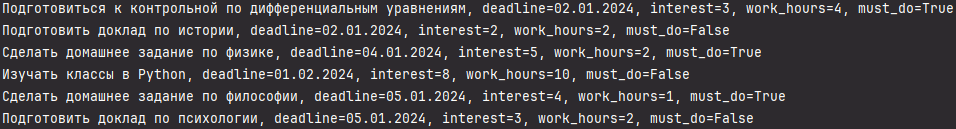 Подготовиться к контрольной по дифференциальным уравнениям, deadline=02.01.2024, interest=3, work_hours=4, must_do=True
Подготовить доклад по истории, deadline=02.01.2024, interest=2, work_hours=2, must_do=False
Сделать домашнее задание по физике, deadline=04.01.2024, interest=5, work_hours=2, must_do=True
Изучать классы в Python, deadline=01.02.2024, interest=8, work_hours=10, must_do=False
Сделать домашнее задание по философии, deadline=05.01.2024, interest=4, work_hours=1, must_do=True
Подготовить доклад по психологии, deadline=05.01.2024, interest=3, work_hours=2, must_do=False